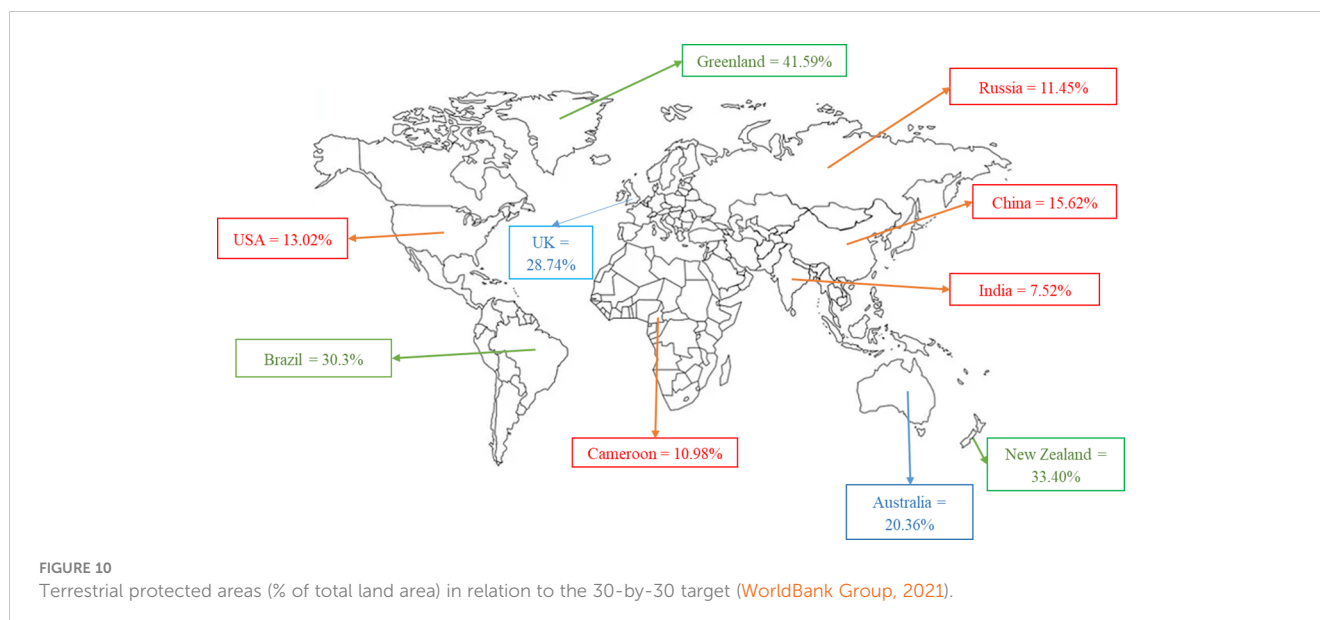 Greenland = 41.59%
Russia = 11.45%
China = 15.62%
USA = 13.02%
UK =
28.74%
India = 7.52%
Brazil = 30.3%
Cameroon = 10.98%
New Zealand =
33.40%
Australia =
20.36%
FIGURE 10
Terrestrial protected areas (% of total land area) in relation to the 30-by-30 target (WorldBank Group, 2021).